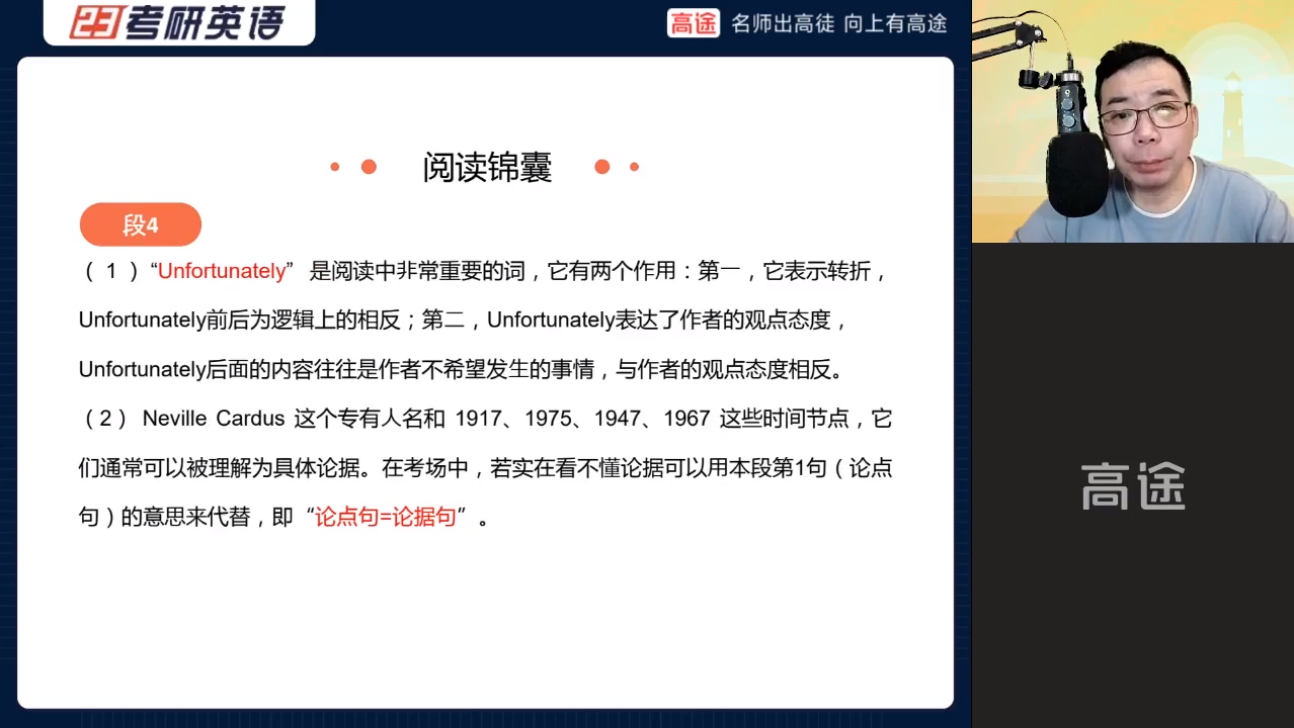 23考研英语
高途 名师出高徒 向上有高途
阅读锦囊
段4
（1）“Unfortunately” 是阅读中非常重要的词，它有两个作用：第一，它表示转折，
Unfortunately前后为逻辑上的相反；第二，Unfortunately表达了作者的观点态度，
Unfortunately后面的内容往往是作者不希望发生的事情，与作者的观点态度相反。
（2）Neville Cardus 这个专有人名和 1917、1975、1947、1967 这些时间节点，它
们通常可以被理解为具体论据。在考场中，若实在看不懂论据可以用本段第1句（论点
句）的意思来代替，即“论点句=论据句”。
高途